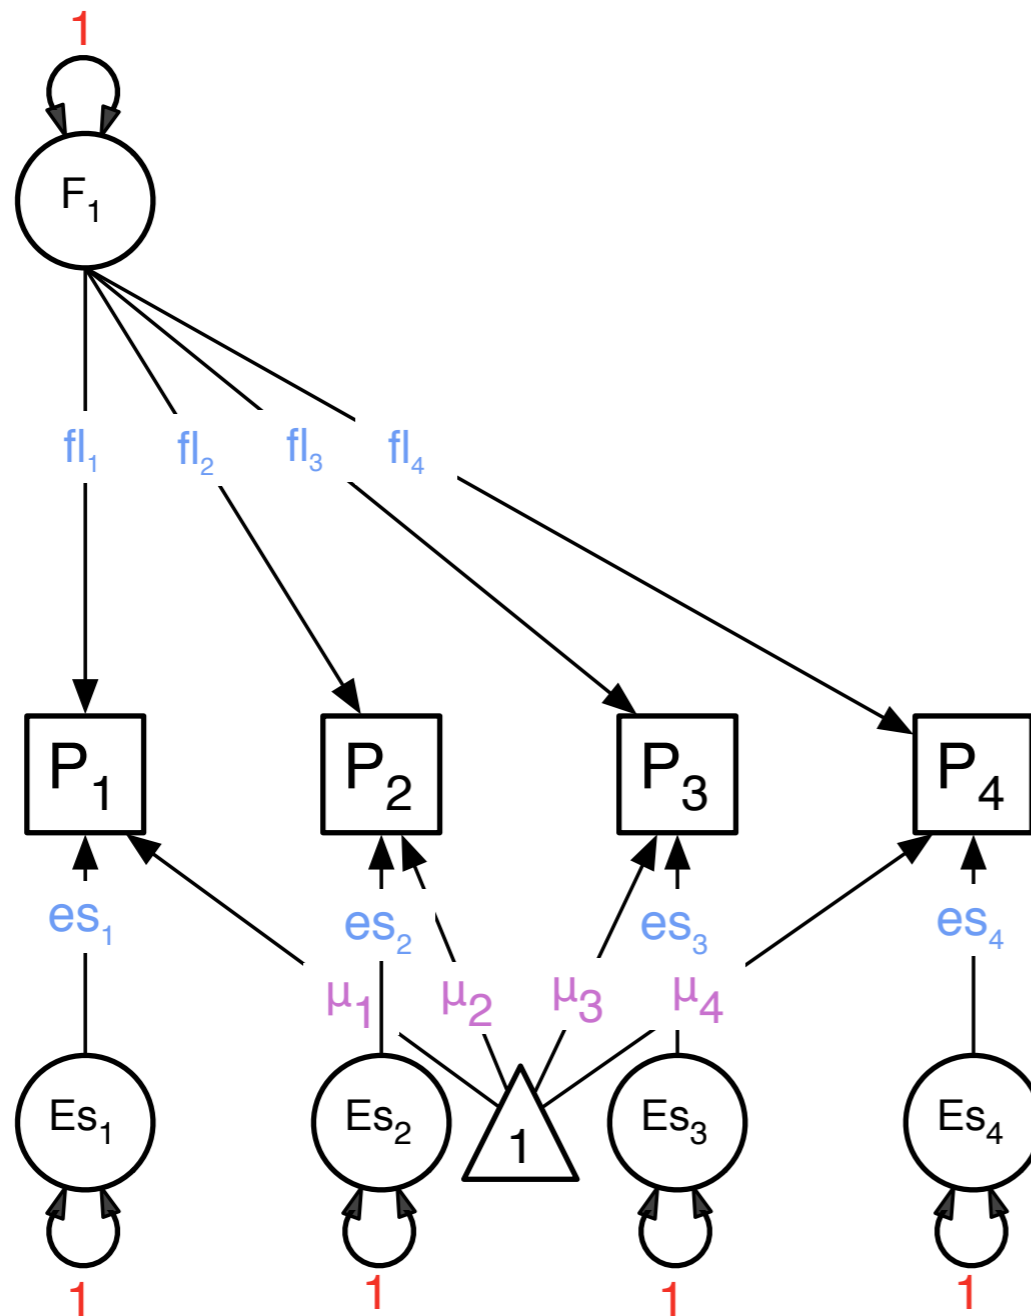 1
F₁
fl₁ fl₂ fl₃ fl₄
P₁ P₂ P₃ P₄
es₁ es₂ es₃ es₄
μ₁ μ₂ μ₃ μ₄
Es₁ Es₂ 1 Es₃ Es₄
1 1 1 1